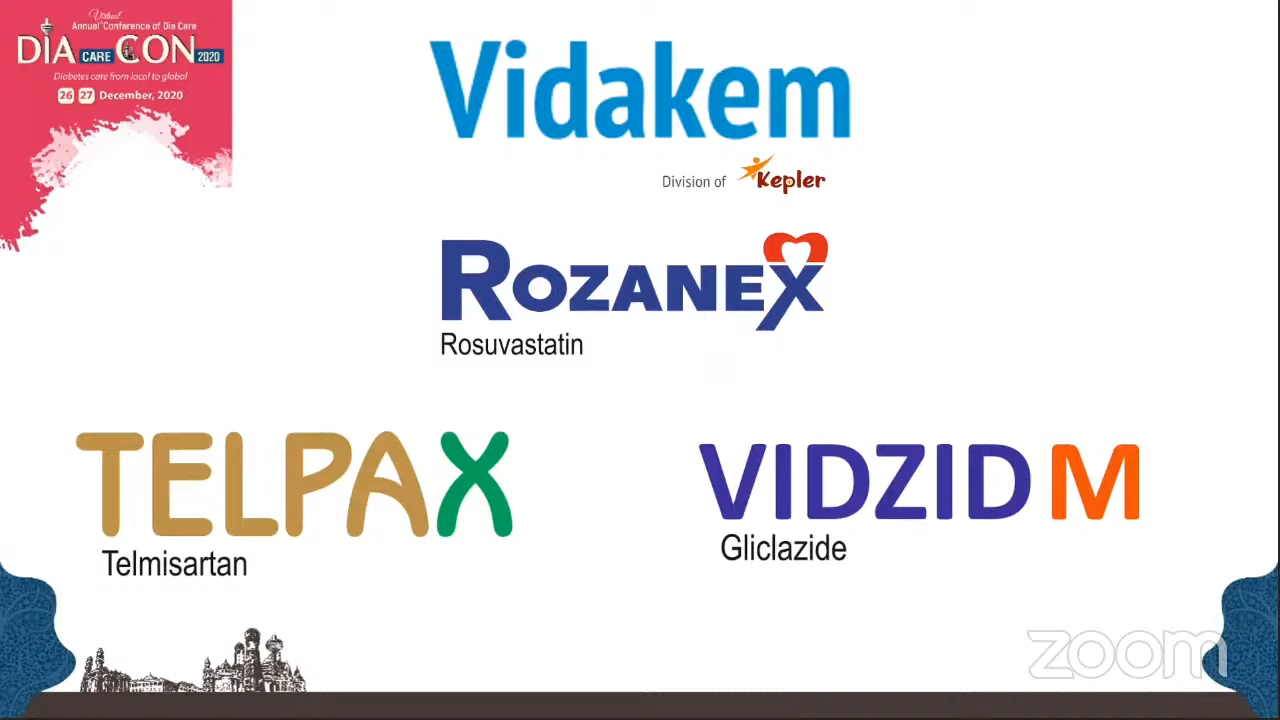 Virtual
Annual Conference of Dia Care
DIA CARE CON 2020
Diabetes care from local to global
26 27 December, 2020
Vidakem
Division of Kepler
ROZANEX
Rosuvastatin
TELPAX
Telmisartan
VIDZID M
Gliclazide
zoom